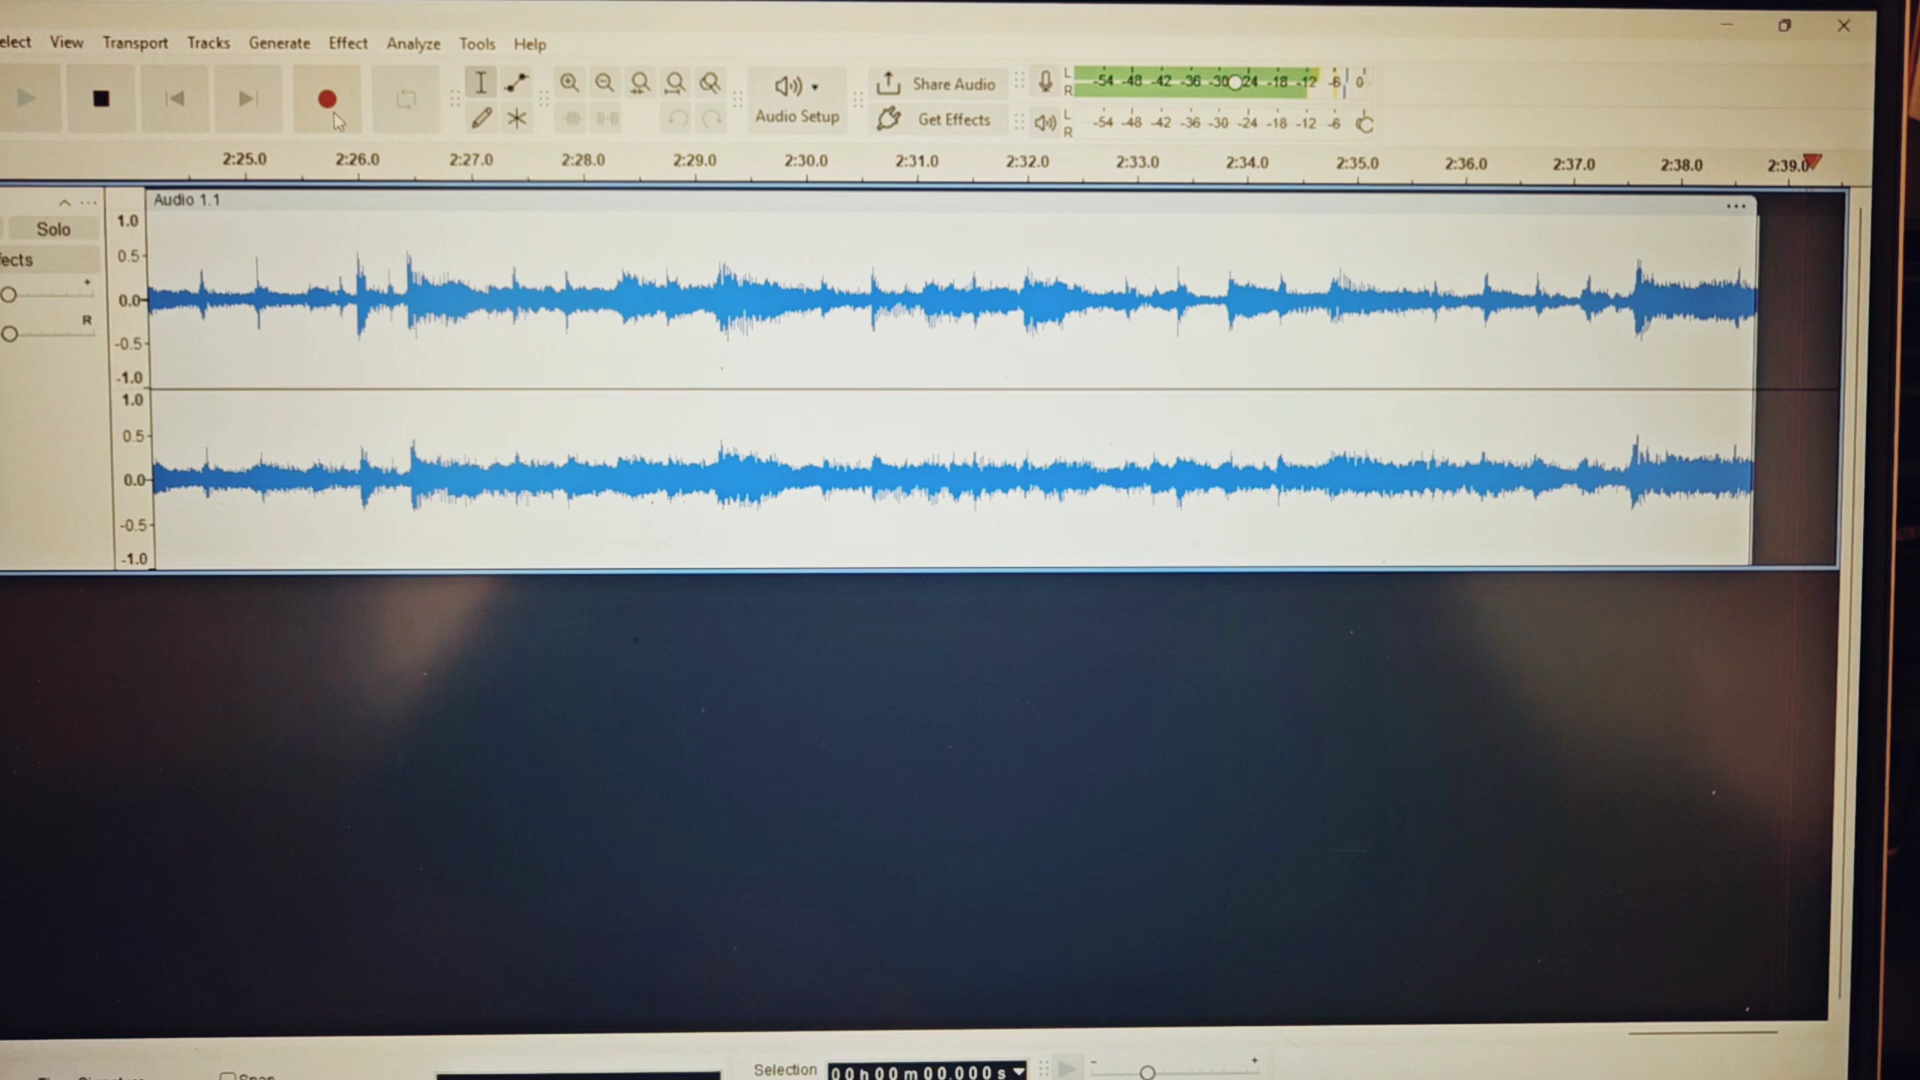 elect View Transport Tracks Generate Effect Analyze Tools Help
Audio Setup
Share Audio
Get Effects
L
R
-54 -48 -42 -36 -30 -24 -18 -12 -6 0
L
R
-54 -48 -42 -36 -30 -24 -18 -12 -6
2:25.0 2:26.0 2:27.0 2:28.0 2:29.0 2:30.0 2:31.0 2:32.0 2:33.0 2:34.0 2:35.0 2:36.0 2:37.0 2:38.0 2:39.0
Audio 1.1
Solo
fects
R
1.0
0.5
0.0
-0.5
-1.0
1.0
0.5
0.0
-0.5
-1.0
Selection
00h00m00.000s